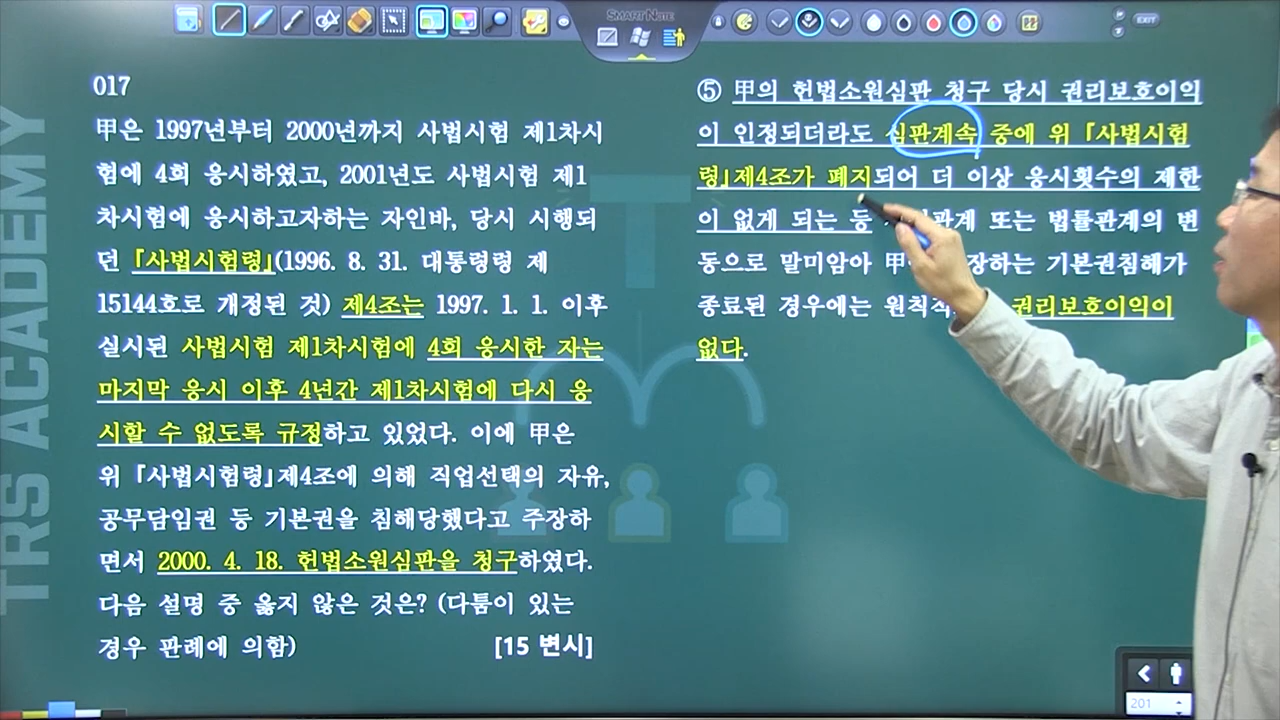 SMART NOTE
EXIT
TRS ACADEMY
017
甲은 1997년부터 2000년까지 사법시험 제1차시
험에 4회 응시하였고, 2001년도 사법시험 제1
차시험에 응시하고자하는 자인바, 당시 시행되
던 『사법시험령』(1996. 8. 31. 대통령령 제
15144호로 개정된 것) 제4조는 1997. 1. 1. 이후
실시된 사법시험 제1차시험에 4회 응시한 자는
마지막 응시 이후 4년간 제1차시험에 다시 응
시할 수 없도록 규정하고 있었다. 이에 甲은
위 『사법시험령』제4조에 의해 직업선택의 자유,
공무담임권 등 기본권을 침해당했다고 주장하
면서 2000. 4. 18. 헌법소원심판을 청구하였다.
다음 설명 중 옳지 않은 것은? (다툼이 있는
경우 판례에 의함) [15 변시]
⑤ 甲의 헌법소원심판 청구 당시 권리보호이익
이 인정되더라도 심판계속 중에 위 『사법시험
령』제4조가 폐지되어 더 이상 응시횟수의 제한
이 없게 되는 등 관계 또는 법률관계의 변
동으로 말미암아 甲 장하는 기본권침해가
종료된 경우에는 원칙적 권리보호이익이
없다.
201